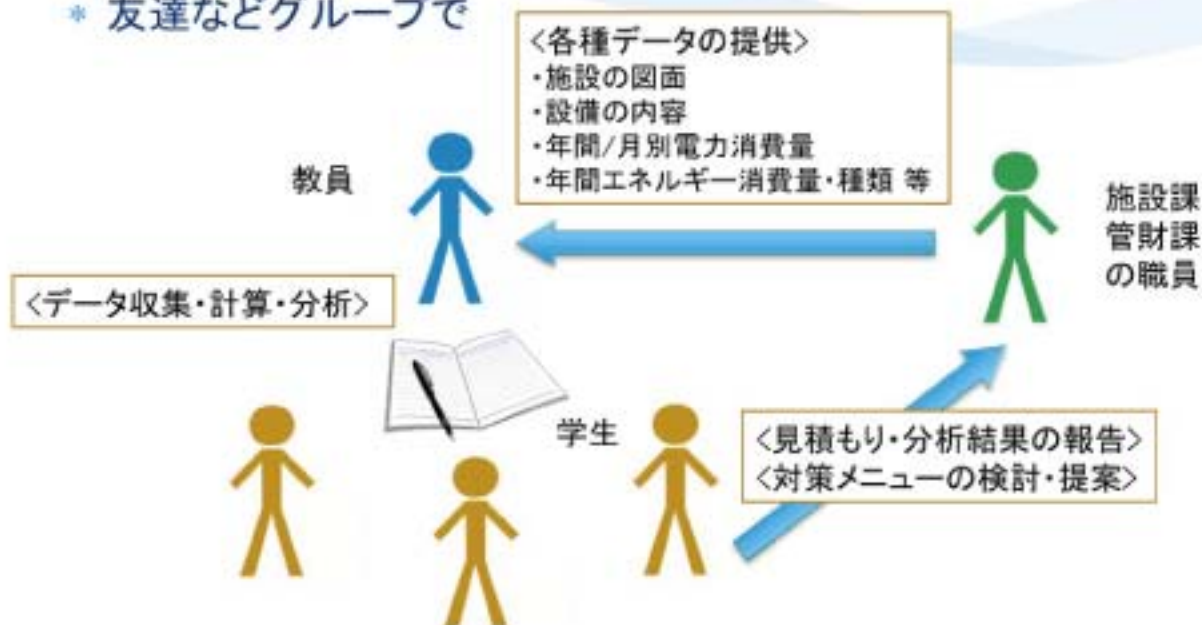 * 友達などグループで
<各種データの提供>
・施設の図面
・設備の内容
・年間/月別電力消費量
・年間エネルギー消費量・種類 等
教員
施設課
管財課
の職員
<データ収集・計算・分析>
学生
<見積もり・分析結果の報告>
<対策メニューの検討・提案>